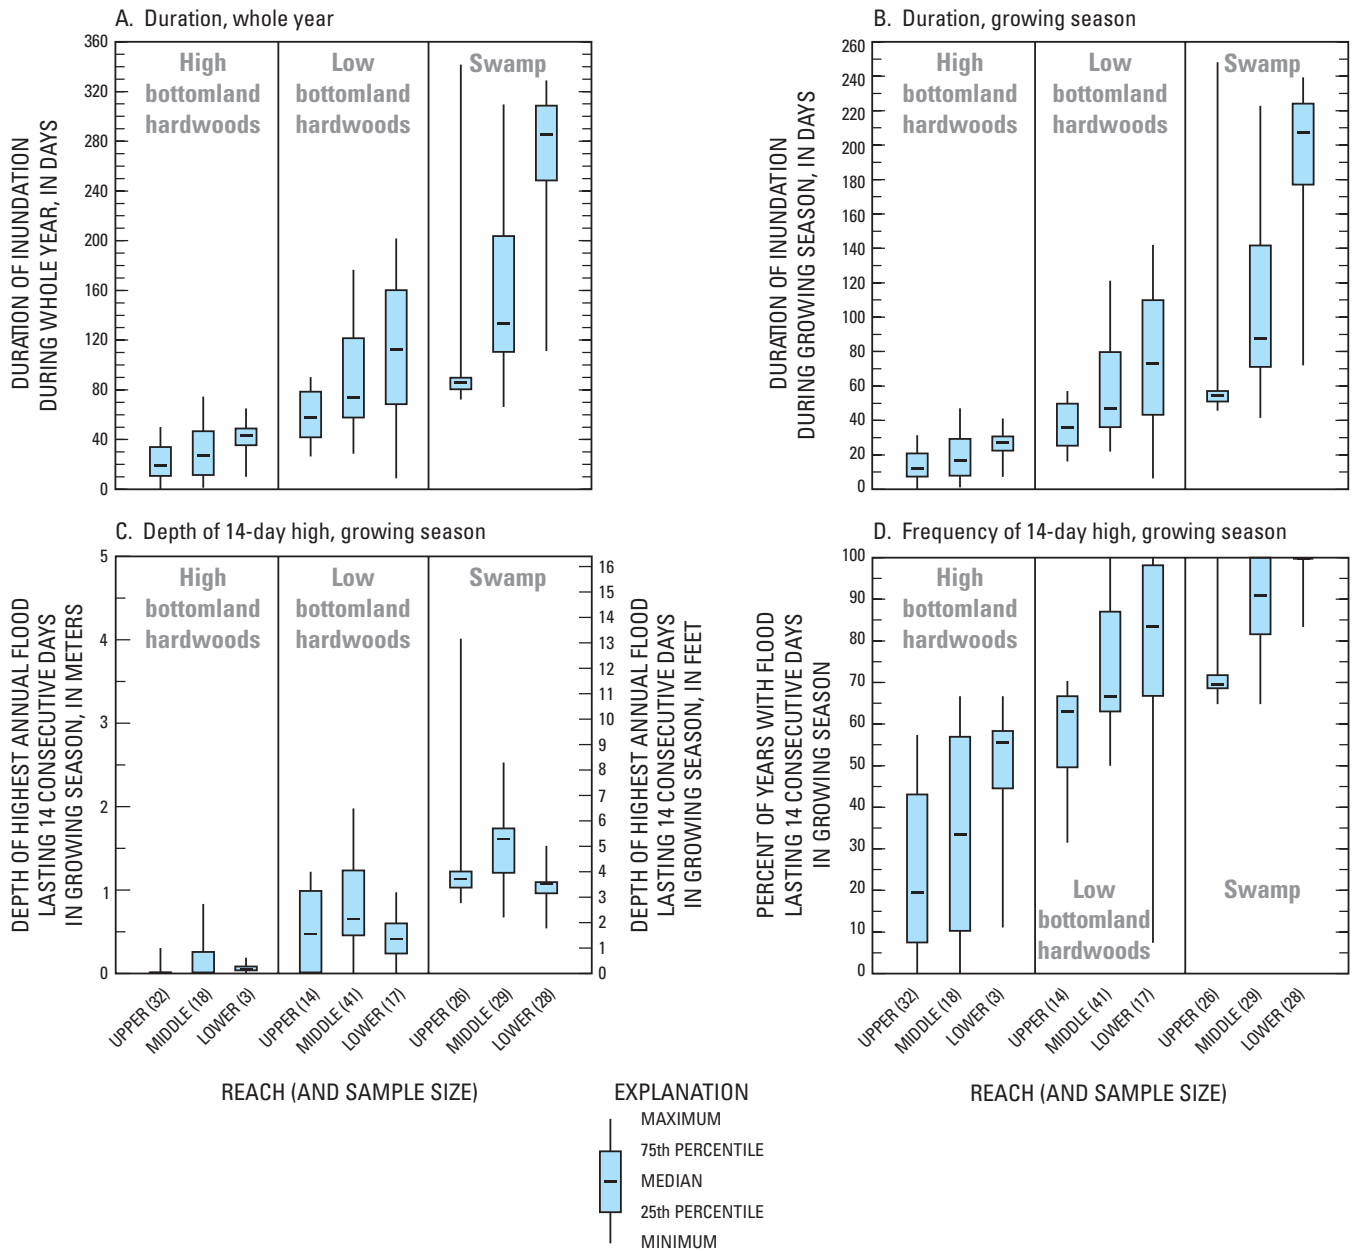 A. Duration, whole year
DURATION OF INUNDATION
DURING WHOLE YEAR, IN DAYS
360
320
280
240
200
160
120
80
40
0
High
bottomland
hardwoods
Low
bottomland
hardwoods
Swamp
B. Duration, growing season
DURATION OF INUNDATION
DURING GROWING SEASON, IN DAYS
260
240
220
200
180
160
140
120
100
80
60
40
20
0
High
bottomland
hardwoods
Low
bottomland
hardwoods
Swamp
C. Depth of 14-day high, growing season
DEPTH OF HIGHEST ANNUAL FLOOD
LASTING 14 CONSECUTIVE DAYS
IN GROWING SEASON, IN METERS
5
4
3
2
1
0
High
bottomland
hardwoods
Low
bottomland
hardwoods
Swamp
16
15
14
13
12
11
10
9
8
7
6
5
4
3
2
1
0
DEPTH OF HIGHEST ANNUAL FLOOD
LASTING 14 CONSECUTIVE DAYS
IN GROWING SEASON, IN FEET
UPPER (32)
MIDDLE (18)
LOWER (3)
UPPER (14)
MIDDLE (41)
LOWER (17)
UPPER (26)
MIDDLE (29)
LOWER (28)
REACH (AND SAMPLE SIZE)
D. Frequency of 14-day high, growing season
PERCENT OF YEARS WITH FLOOD
LASTING 14 CONSECUTIVE DAYS
IN GROWING SEASON
100
90
80
70
60
50
40
30
20
10
0
High
bottomland
hardwoods
Low
bottomland
hardwoods
Swamp
UPPER (32)
MIDDLE (18)
LOWER (3)
UPPER (14)
MIDDLE (41)
LOWER (17)
UPPER (26)
MIDDLE (29)
LOWER (28)
REACH (AND SAMPLE SIZE)
EXPLANATION
MAXIMUM
75th PERCENTILE
MEDIAN
25th PERCENTILE
MINIMUM